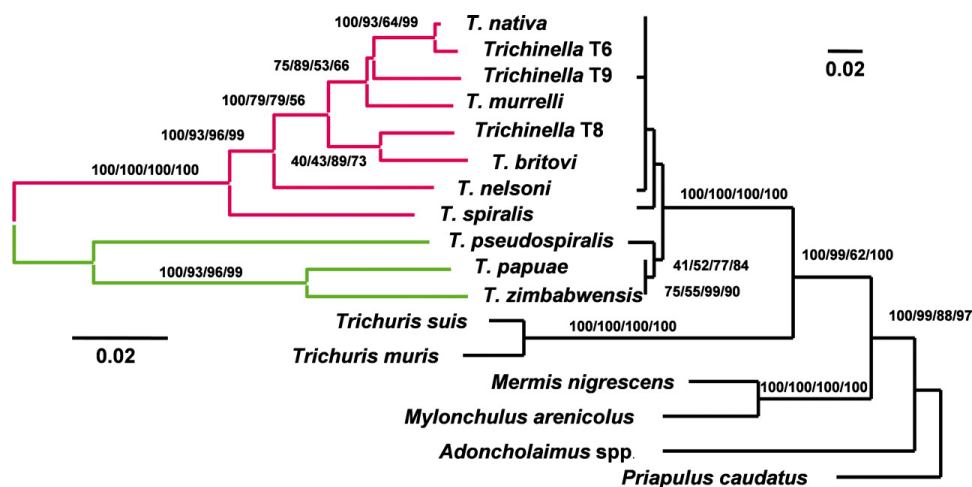 100/93/64/99
T. nativa
Trichinella T6
0.02
75/89/53/66
Trichinella T9
100/79/79/56
T. murrelli
100/93/96/99
Trichinella T8
40/43/89/73
T. britovi
100/100/100/100
T. nelsoni
100/100/100/100
T. spiralis
T. pseudospiralis
100/99/62/100
100/93/96/99
T. papuae
41/52/77/84
T. zimbabwensis
75/55/99/90
0.02
Trichuris suis
100/100/100/100
100/99/88/97
Trichuris muris
Mermis nigrescens
100/100/100/100
Mylonchulus arenicolus
Adoncholaimus spp.
Priapulus caudatus